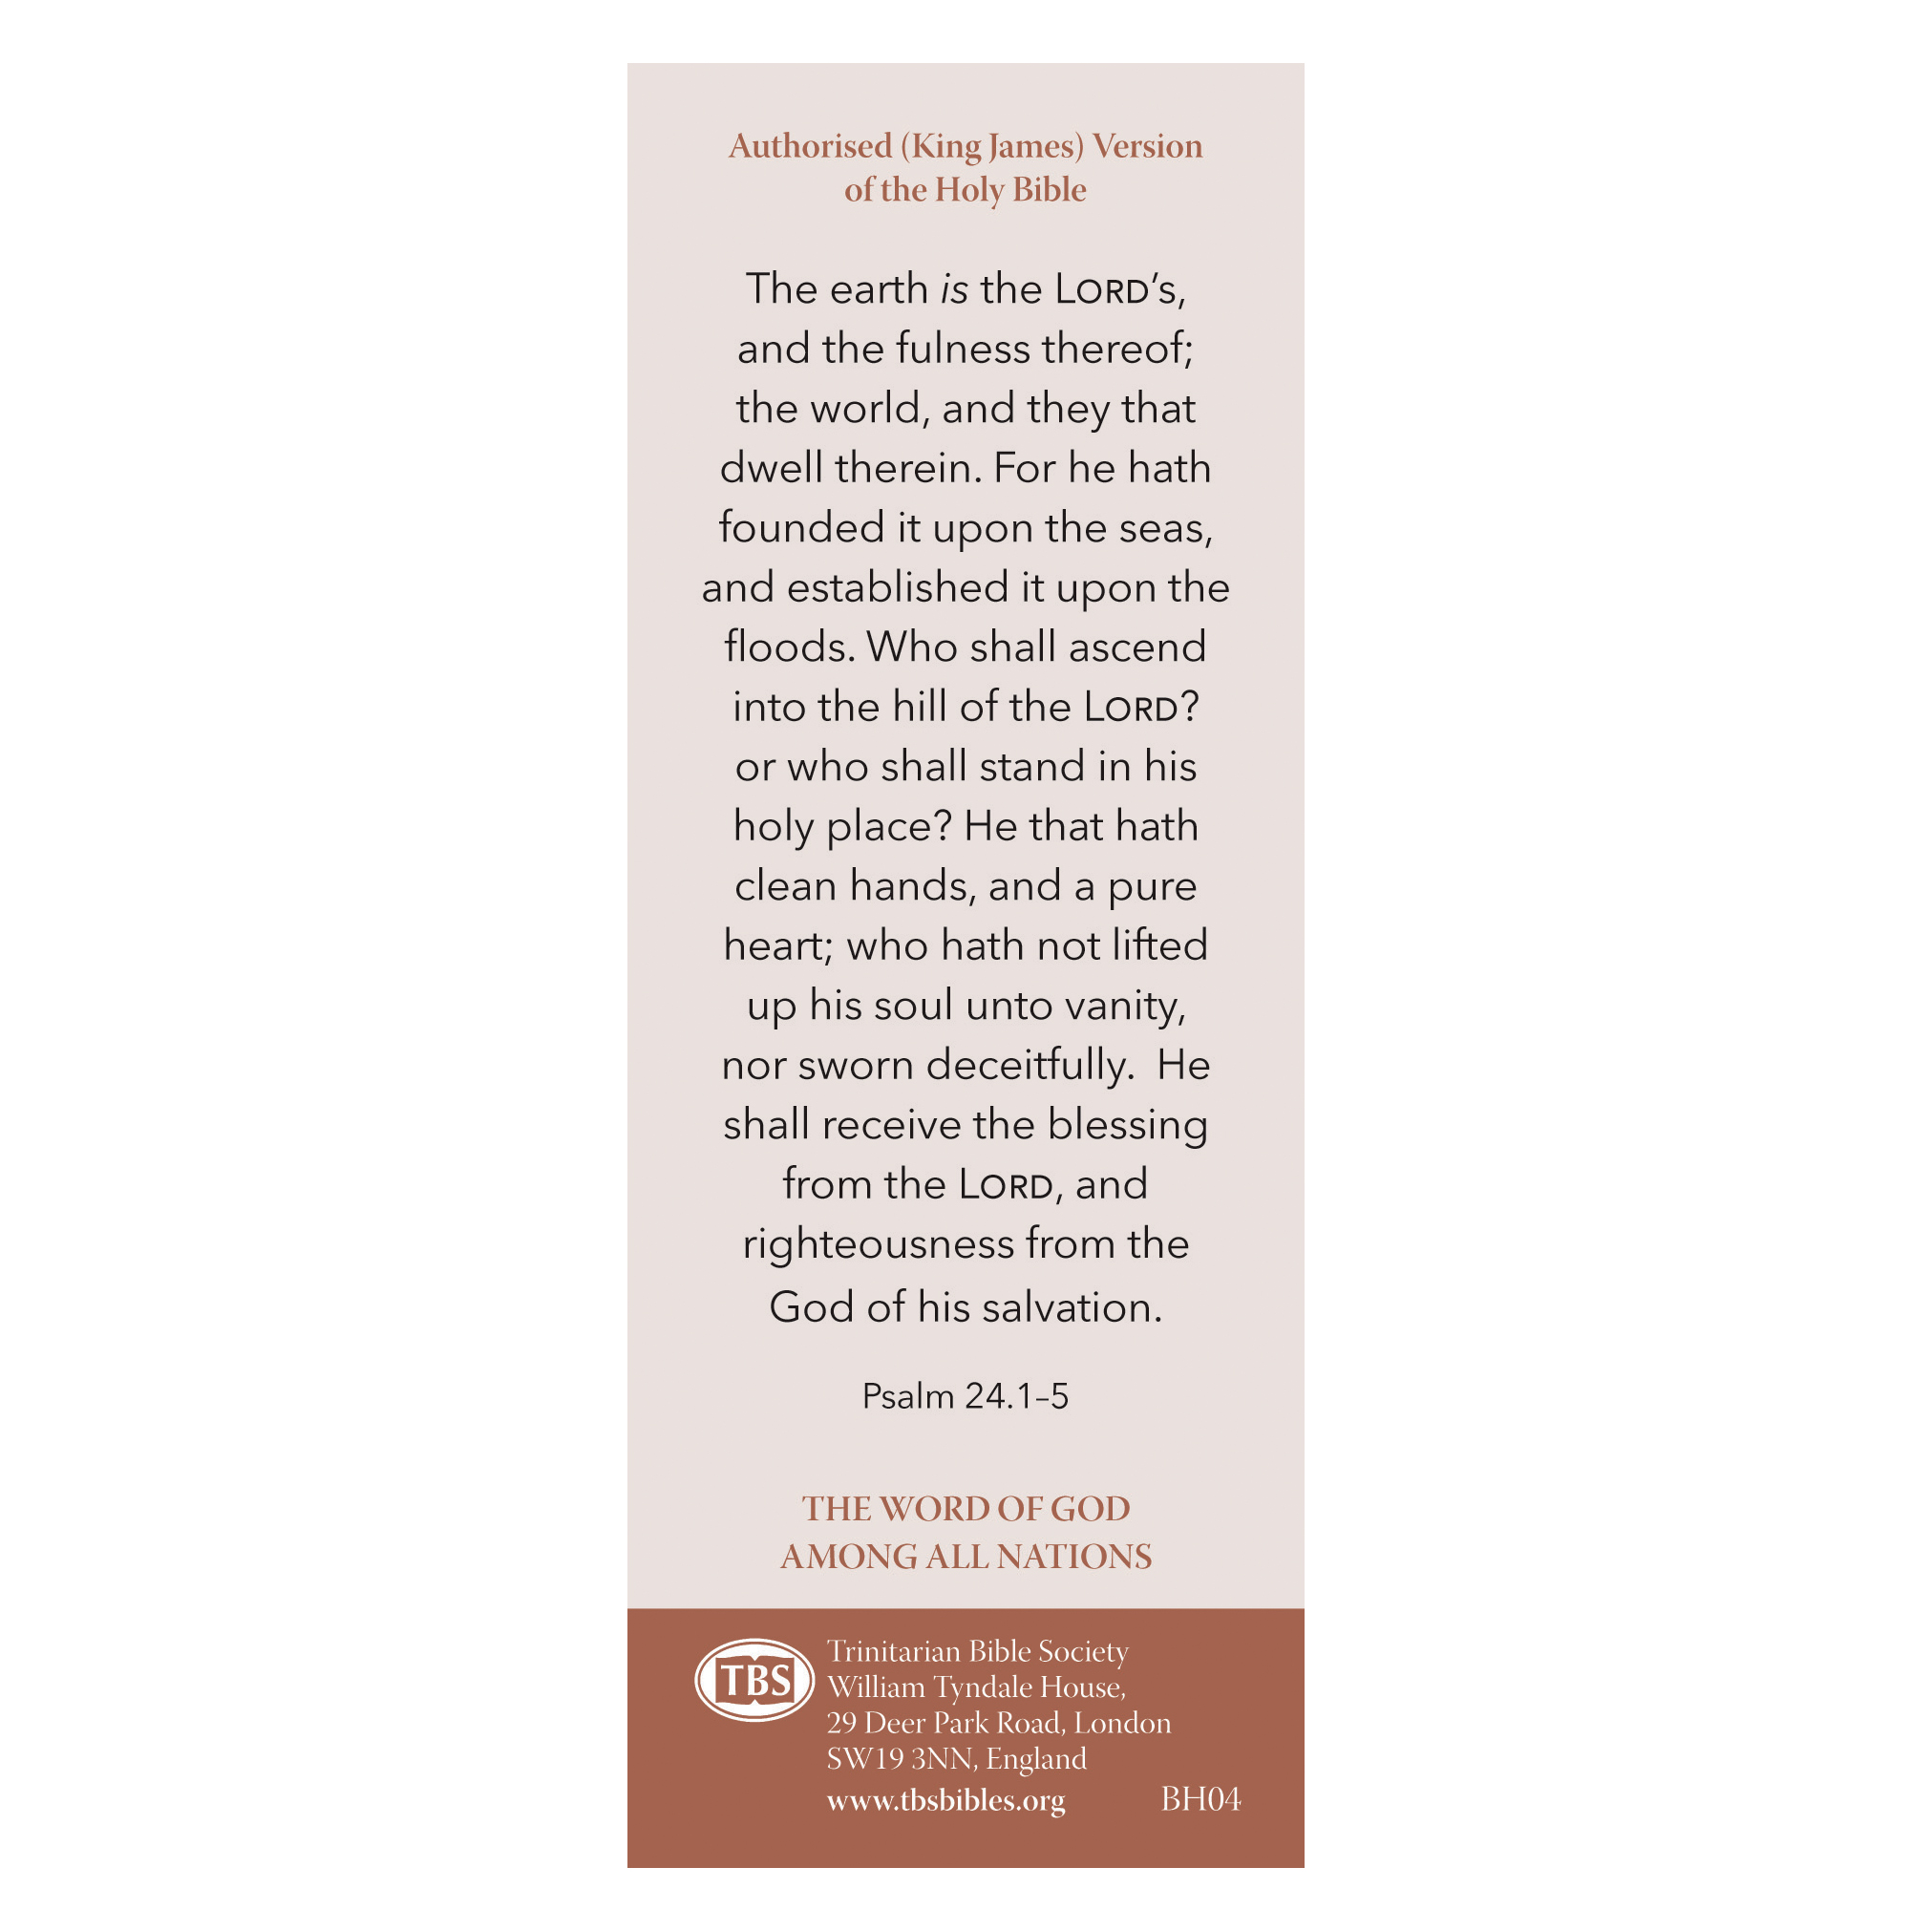 Authorised (King James) Version
of the Holy Bible
The earth is the LORD’s,
and the fulness thereof;
the world, and they that
dwell therein. For he hath
founded it upon the seas,
and established it upon the
floods. Who shall ascend
into the hill of the LORD?
or who shall stand in his
holy place? He that hath
clean hands, and a pure
heart; who hath not lifted
up his soul unto vanity,
nor sworn deceitfully.  He
shall receive the blessing
from the LORD, and
righteousness from the
God of his salvation.
Psalm 24.1–5
THE WORD OF GOD
AMONG ALL NATIONS
TBS
Trinitarian Bible Society
William Tyndale House,
29 Deer Park Road, London
SW19 3NN, England
www.tbsbibles.org
BH04